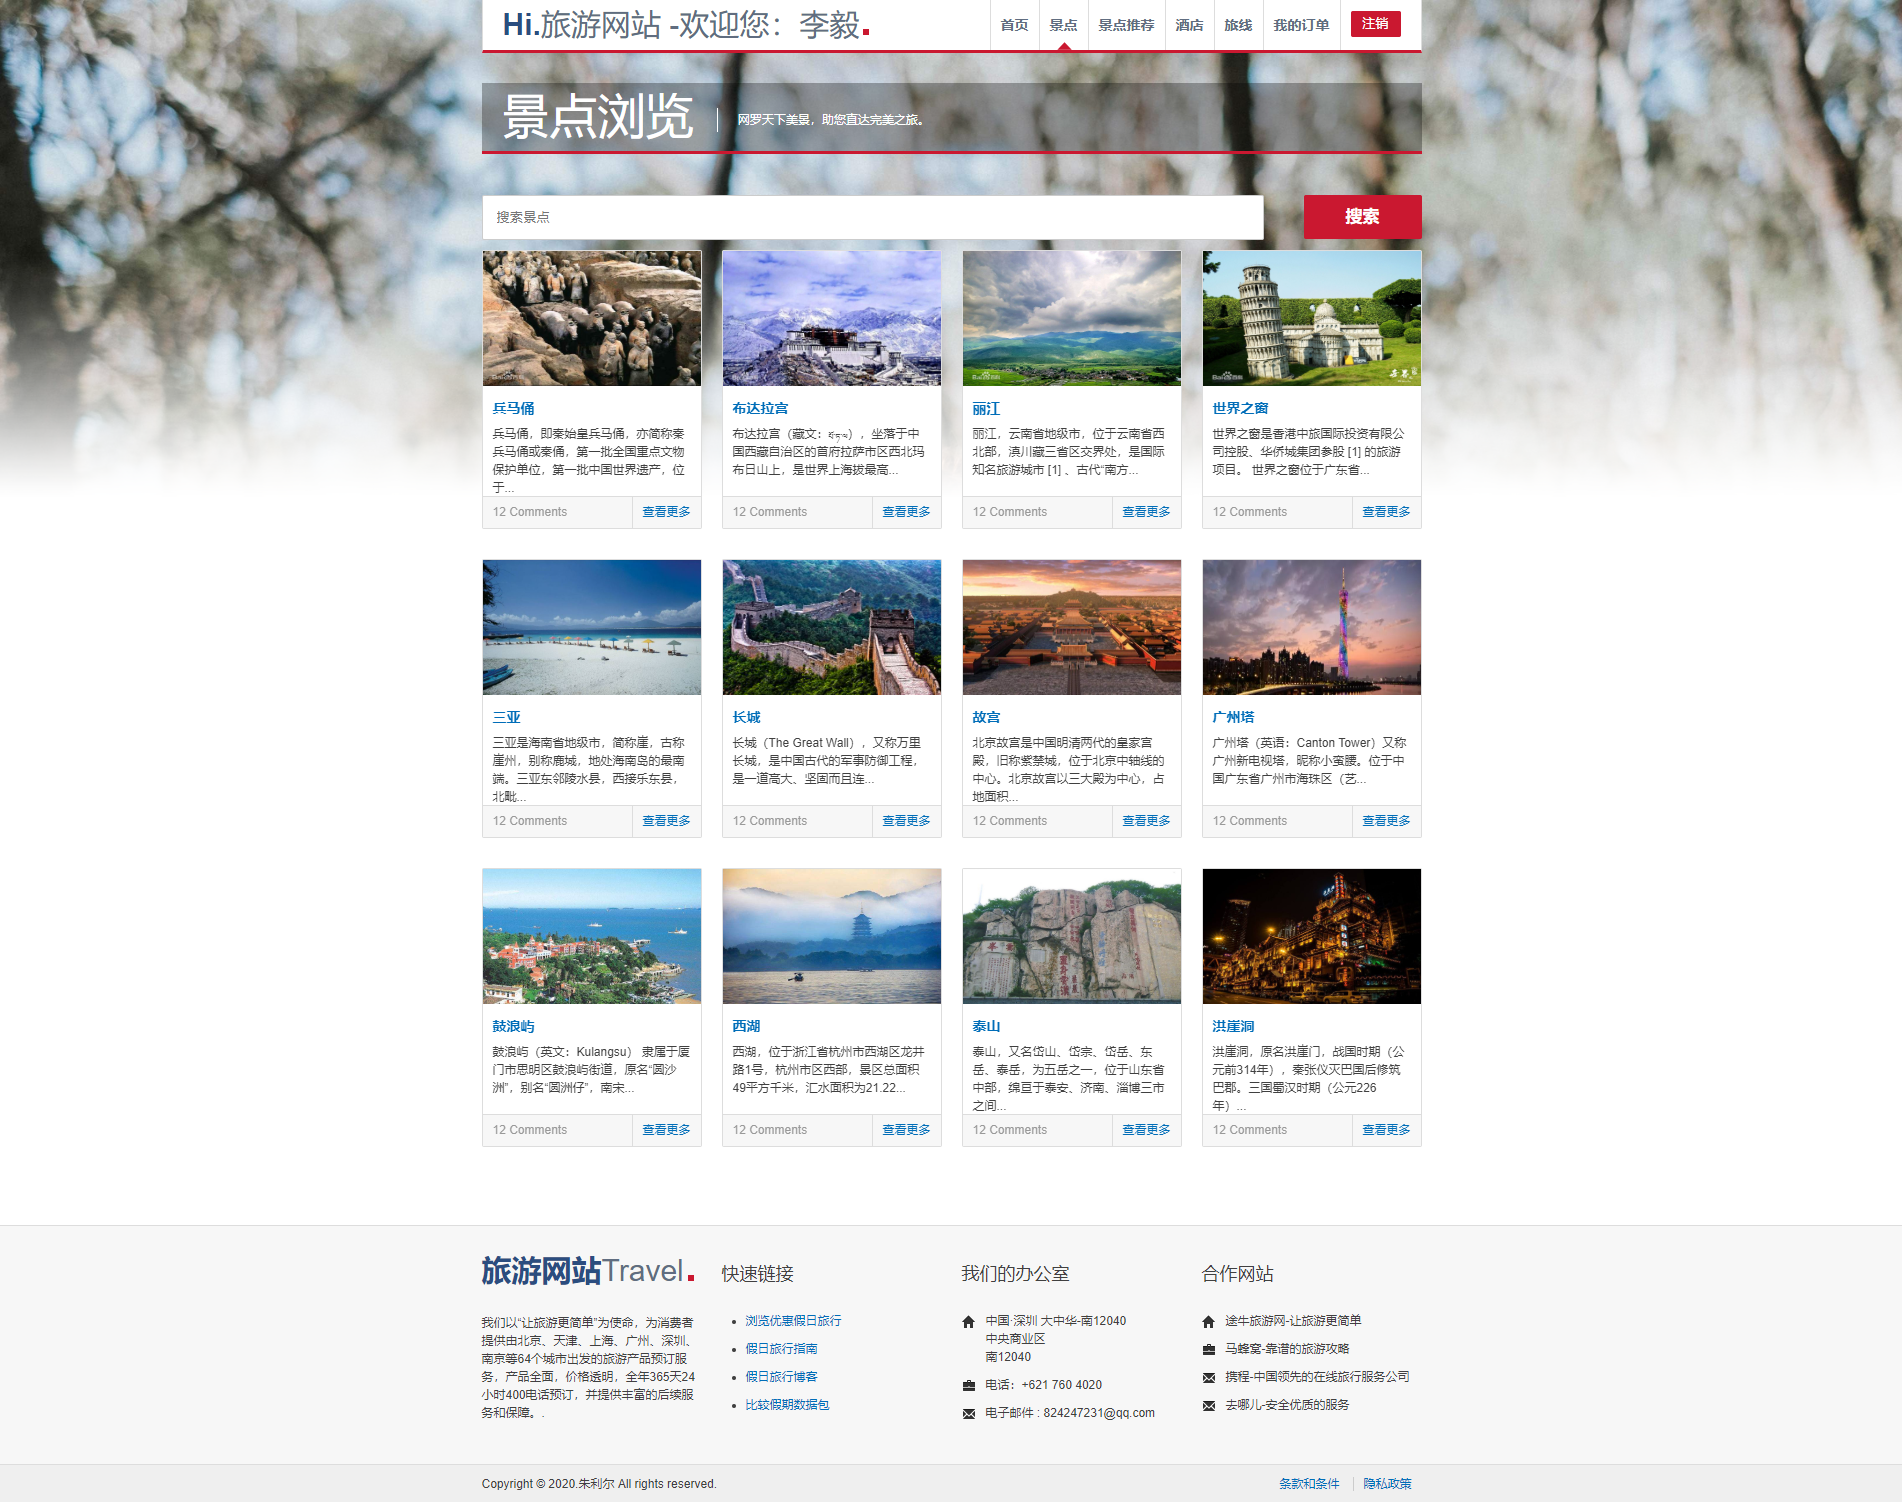 Hi.旅游网站 -欢迎您：李毅.
首页 景点 景点推荐 酒店 旅线 我的订单 注销
景点浏览 网罗天下美景，助您直达完美之旅。
搜索景点 搜索
兵马俑
兵马俑，即秦始皇兵马俑，亦简称秦
兵马俑或秦俑，第一批全国重点文物
保护单位，第一批中国世界遗产，位
于...
12 Comments 查看更多
布达拉宫
布达拉宫（藏文：），坐落于中
国西藏自治区的首府拉萨市区西北玛
布日山上，是世界上海拔最高...
12 Comments 查看更多
丽江
丽江，云南省地级市，位于云南省西
北部，滇川藏三省区交界处，是国际
知名旅游城市 [1] 、古代“南方...
12 Comments 查看更多
世界之窗
世界之窗是香港中旅国际投资有限公
司控股、华侨城集团参股 [1] 的旅游
项目。 世界之窗位于广东省...
12 Comments 查看更多
三亚
三亚是海南省地级市，简称崖，古称
崖州，别称鹿城，地处海南岛的最南
端。三亚东邻陵水县，西接乐东县，
北毗...
12 Comments 查看更多
长城
长城（The Great Wall），又称万里
长城，是中国古代的军事防御工程，
是一道高大、坚固而且连...
12 Comments 查看更多
故宫
北京故宫是中国明清两代的皇家宫
殿，旧称紫禁城，位于北京中轴线的
中心。北京故宫以三大殿为中心，占
地面积...
12 Comments 查看更多
广州塔
广州塔（英语：Canton Tower）又称
广州新电视塔，昵称小蛮腰。位于中
国广东省广州市海珠区（艺...
12 Comments 查看更多
鼓浪屿
鼓浪屿（英文：Kulangsu） 隶属于厦
门市思明区鼓浪屿街道，原名“圆沙
洲”，别名“圆洲仔”，南宋...
12 Comments 查看更多
西湖
西湖，位于浙江省杭州市西湖区龙井
路1号，杭州市区西部，景区总面积
49平方千米，汇水面积为21.22...
12 Comments 查看更多
泰山
泰山，又名岱山、岱宗、岱岳、东
岳、泰岳，为五岳之一，位于山东省
中部，绵亘于泰安、济南、淄博三市
之间...
12 Comments 查看更多
洪崖洞
洪崖洞，原名洪崖门，战国时期（公
元前314年），秦张仪灭巴国后修筑
巴郡。三国蜀汉时期（公元226
年）...
12 Comments 查看更多
旅游网站Travel.
我们以“让旅游更简单”为使命，为消费者
提供由北京、天津、上海、广州、深圳、
南京等64个城市出发的旅游产品预订服
务，产品全面，价格透明，全年365天24
小时400电话预订，并提供丰富的后续服
务和保障。.
快速链接
浏览优惠假日旅行
假日旅行指南
假日旅行博客
比较假期数据包
我们的办公室
中国·深圳 大中华-南12040
中央商业区
南12040
电话：+621 760 4020
电子邮件 : 824247231@qq.com
合作网站
途牛旅游网-让旅游更简单
马蜂窝-靠谱的旅游攻略
携程-中国领先的在线旅行服务公司
去哪儿-安全优质的服务
Copyright © 2020.朱利尔 All rights reserved.
条款和条件 隐私政策